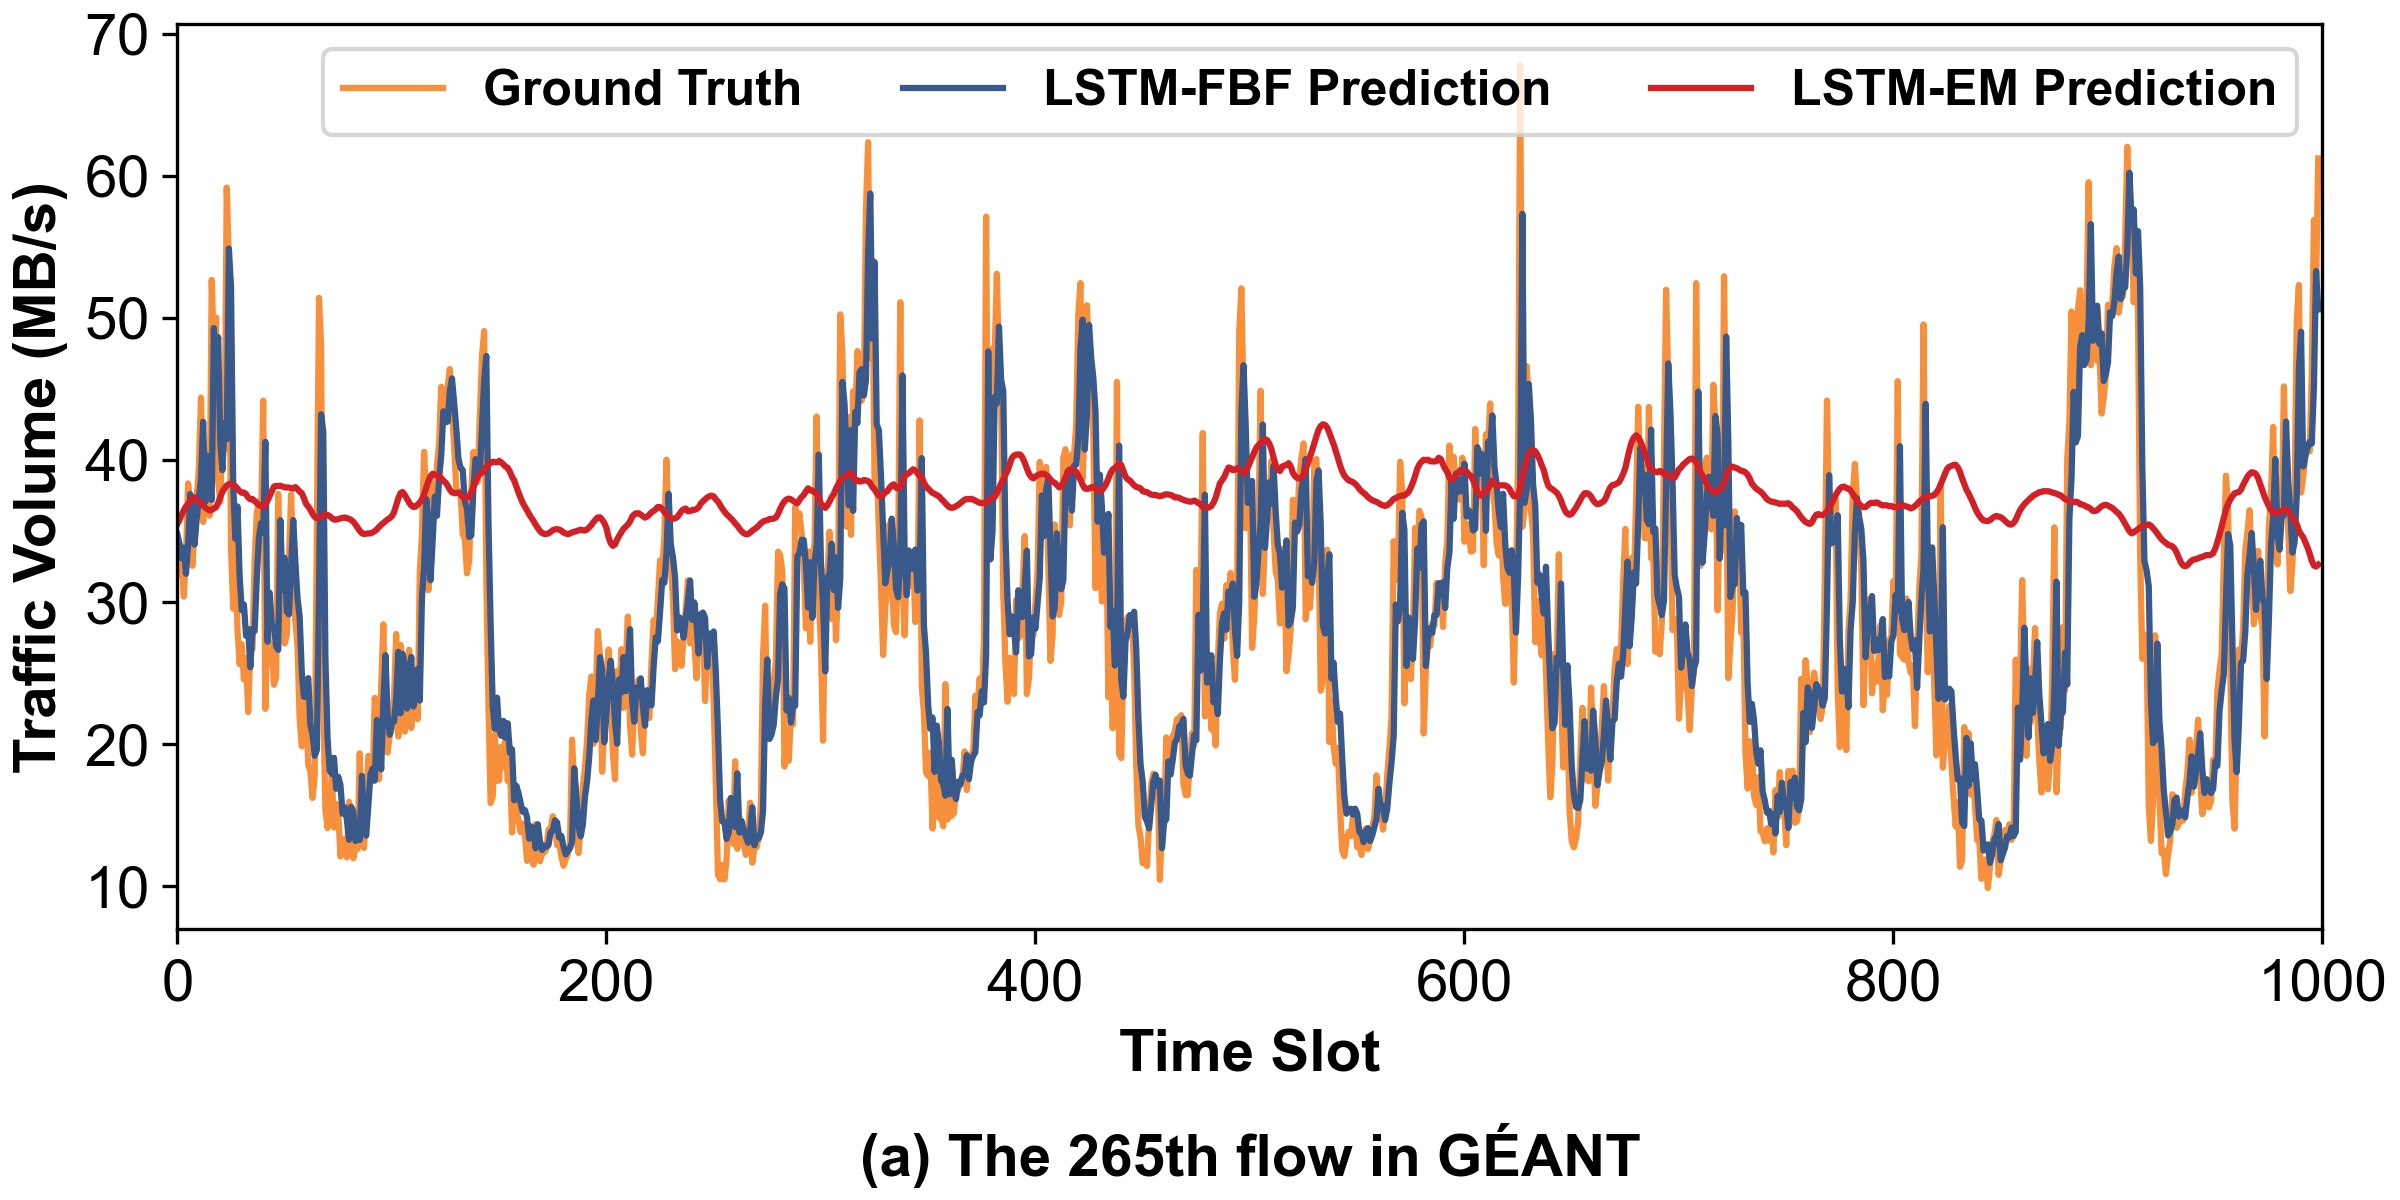 70
60
50
40
30
20
10
Traffic Volume (MB/s)
Ground Truth LSTM-FBF Prediction LSTM-EM Prediction
0 200 400 600 800 1000
Time Slot
(a) The 265th flow in GÉANT